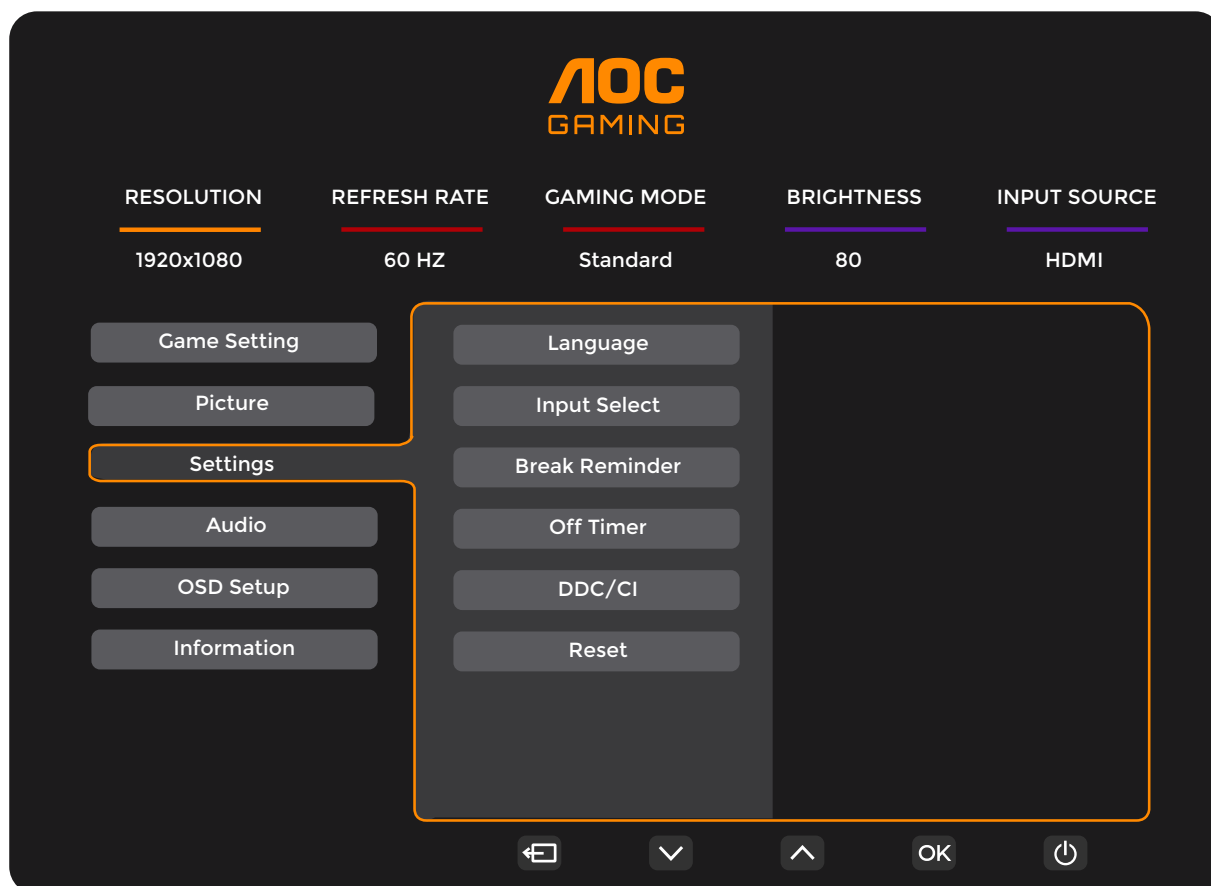 AOC
GAMING
RESOLUTION REFRESH RATE GAMING MODE BRIGHTNESS INPUT SOURCE
1920x1080 60 HZ Standard 80 HDMI
Game Setting
Picture
Settings
Audio
OSD Setup
Information
Language
Input Select
Break Reminder
Off Timer
DDC/CI
Reset
OK